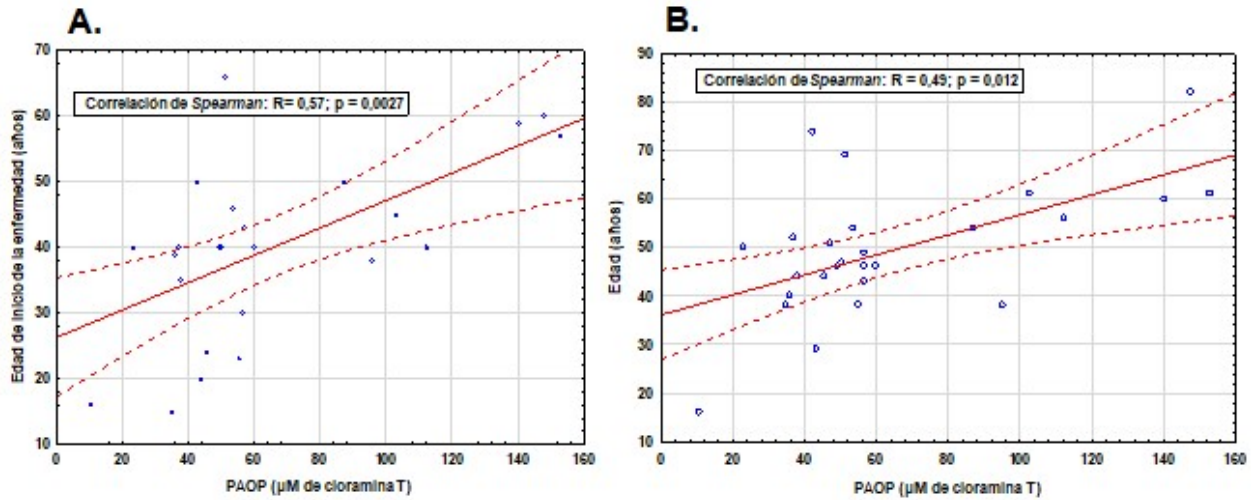 A.
Correlación de Spearman: R= 0,57; p = 0,0027
Edad de inicio de la enfermedad (años)
70
60
50
40
30
20
10
0 20 40 60 80 100 120 140 160
PAOP (µM de cloramina T)
B.
Correlación de Spearman: R = 0,49; p = 0,012
Edad (años)
90
80
70
60
50
40
30
20
10
0 20 40 60 80 100 120 140 160
PAOP (µM de cloramina T)